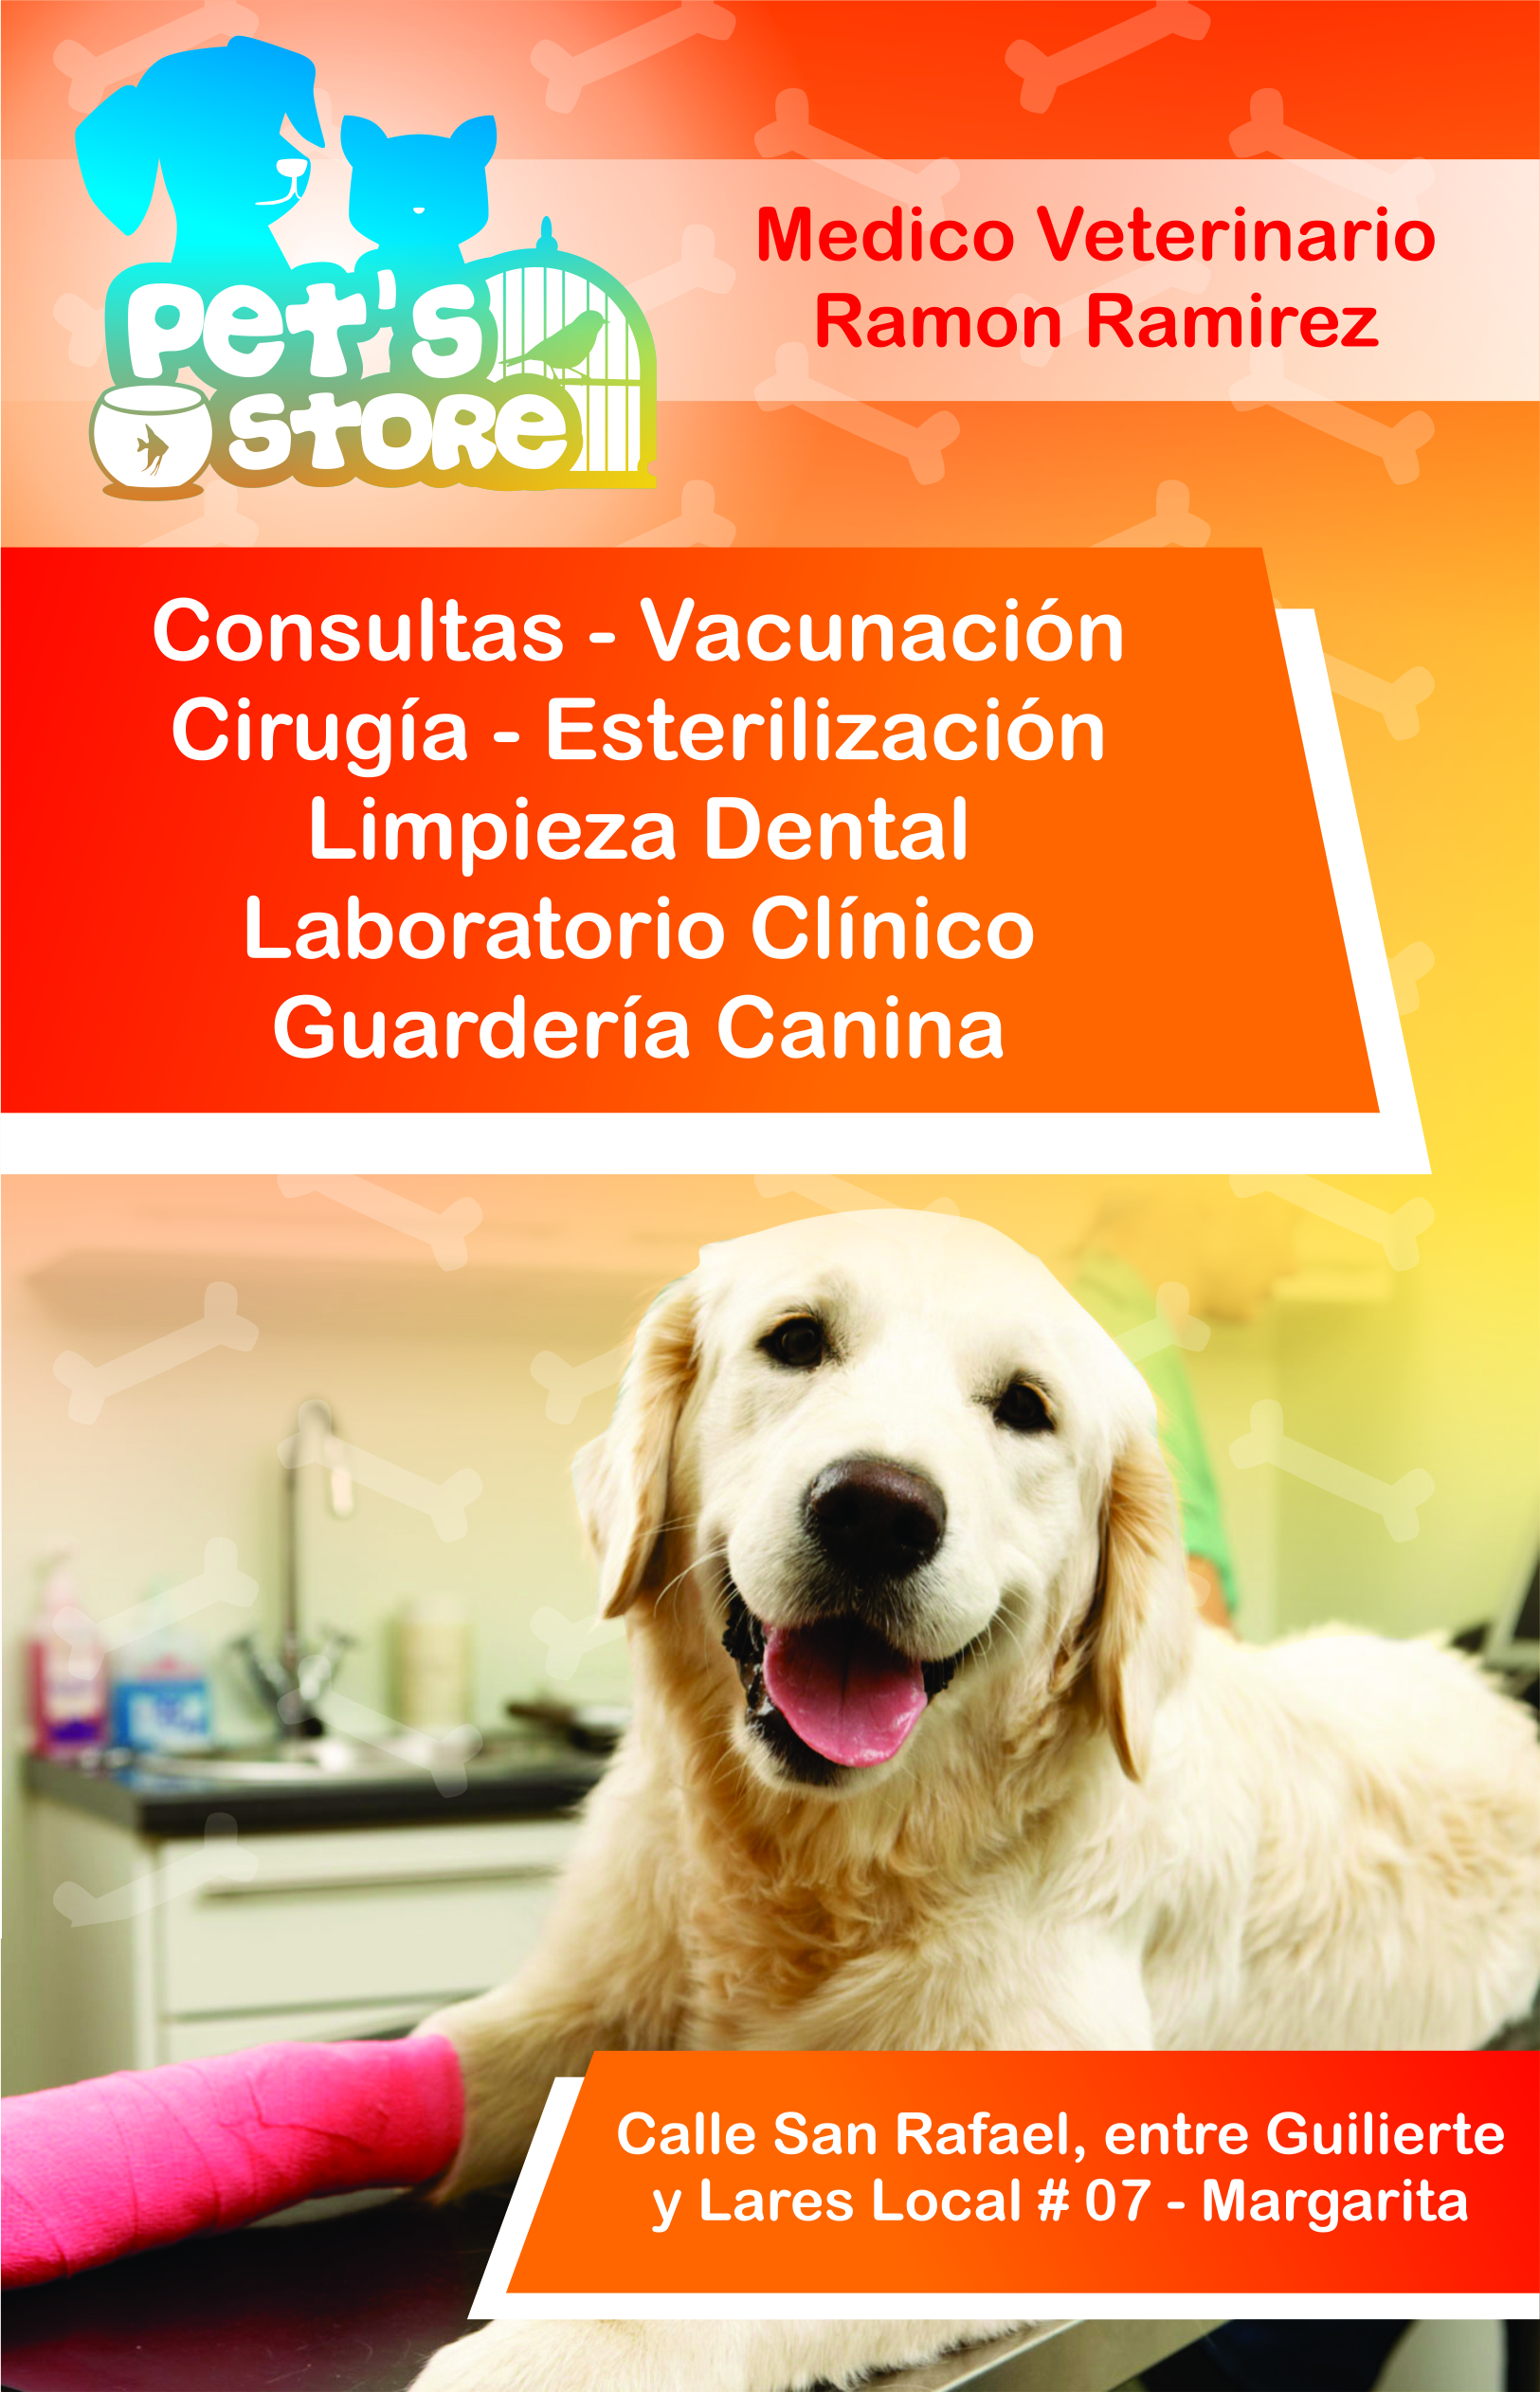 Pet's
Store
Medico Veterinario
Ramon Ramirez
Consultas - Vacunación
Cirugía - Esterilización
Limpieza Dental
Laboratorio Clínico
Guardería Canina
Calle San Rafael, entre Guilierte
y Lares Local # 07 - Margarita